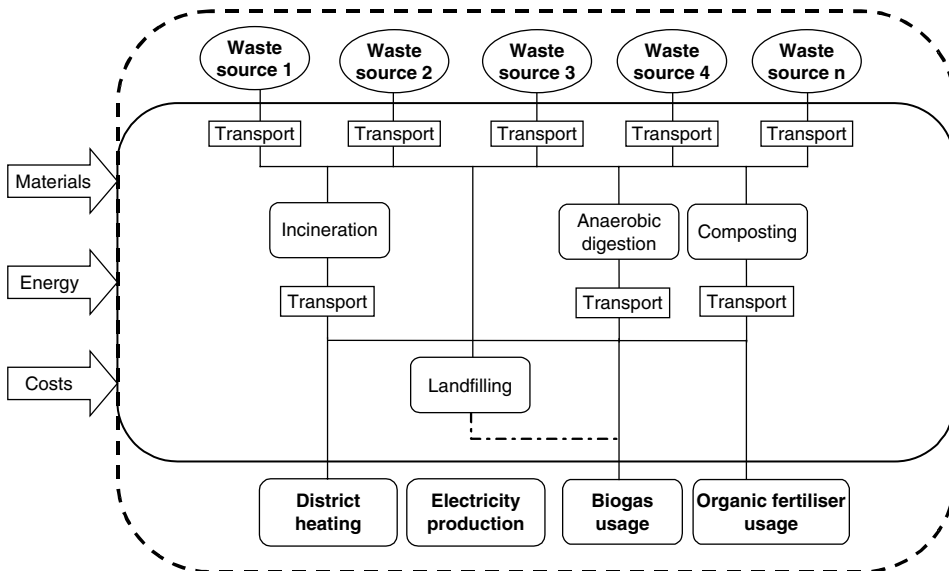 Waste
source 1
Waste
source 2
Waste
source 3
Waste
source 4
Waste
source n
Transport
Transport
Transport
Transport
Transport
Materials
Incineration
Anaerobic
digestion
Composting
Energy
Transport
Transport
Transport
Costs
Landfilling
District
heating
Electricity
production
Biogas
usage
Organic fertiliser
usage